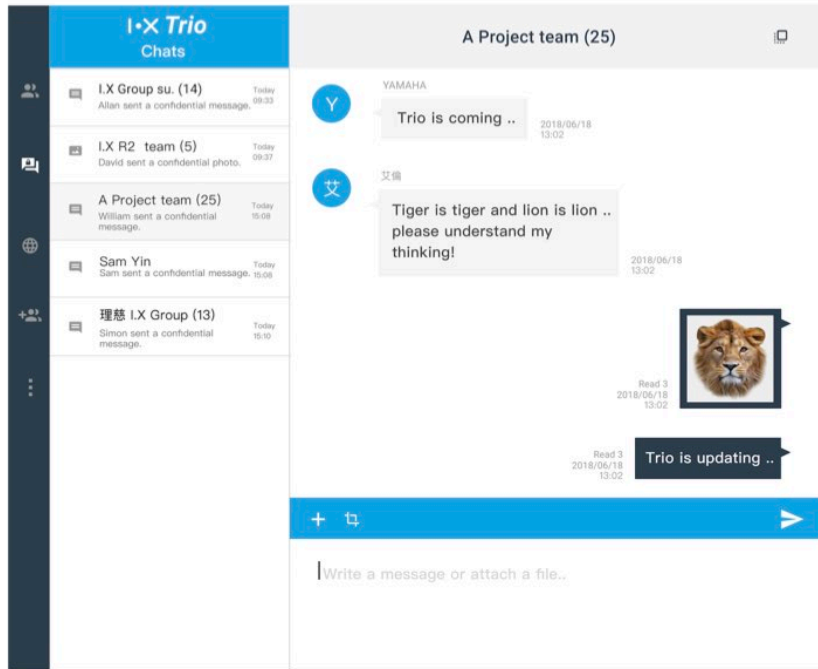 I·X Trio
Chats
I.X Group su. (14)
Today
Allan sent a confidential message.
09:33
I.X R2 team (5)
Today
David sent a confidential photo.
09:37
A Project team (25)
William sent a confidential
message.
Today
15:08
Sam Yin
Today
Sam sent a confidential message.
15:08
理慈 I.X Group (13)
Simon sent a confidential
message.
Today
15:10
A Project team (25)
YAMAHA
Y
Trio is coming ..
2018/06/18
13:02
艾倫
艾
Tiger is tiger and lion is lion ..
please understand my
thinking!
2018/06/18
13:02
Read 3
2018/06/18
13:02
Trio is updating ..
Read 3
2018/06/18
13:02
Write a message or attach a file..